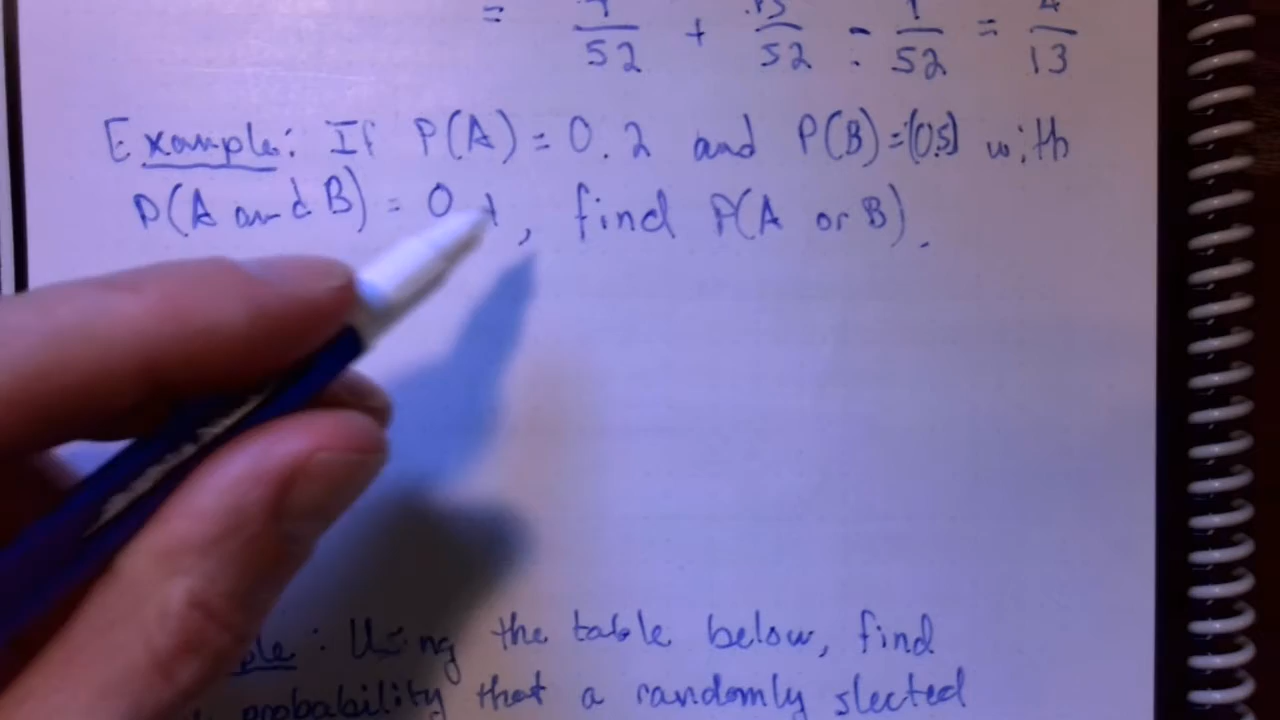 = 4/52 + 13/52 - 1/52 = 4/13
Example: If P(A) = 0.2 and P(B) = (0.5) with
P(A and B) = 0.1, find P(A or B).
: Using the table below, find
probability that a randomly slected